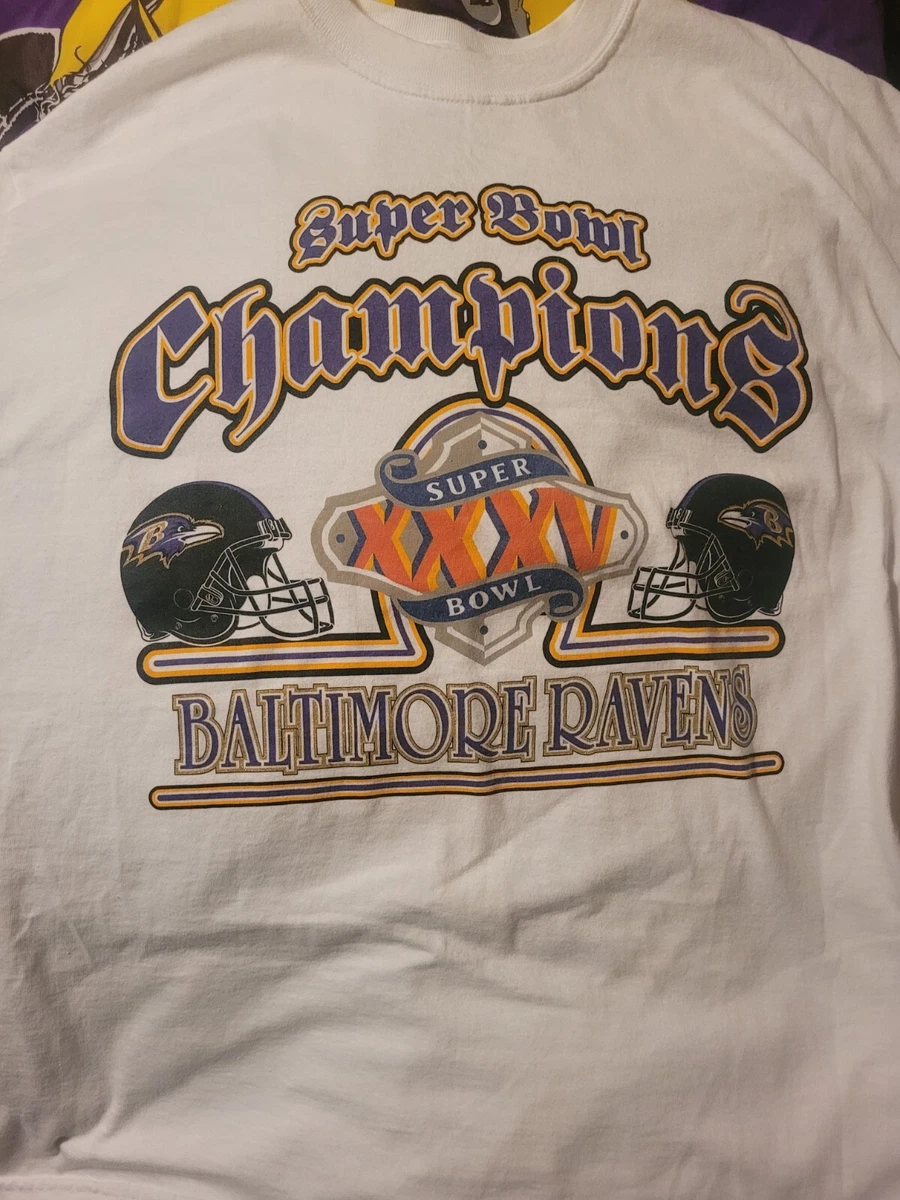 Super Bowl
Champions
SUPER
XXXV
BOWL
B
B
BALTIMORE RAVENS